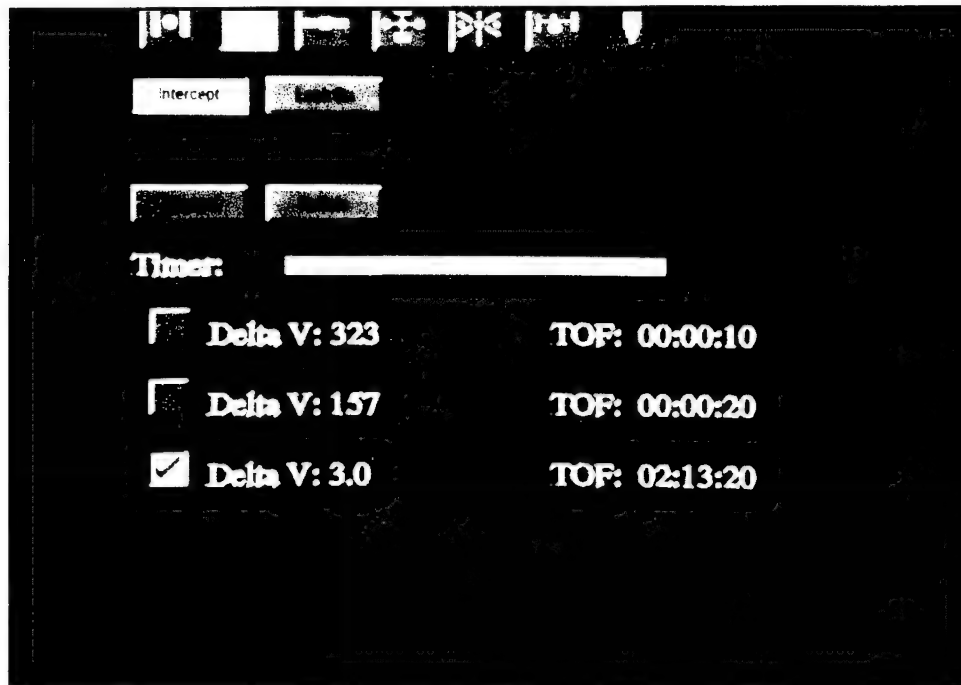 Intercept
Timer:
Delta V: 323 TOF: 00:00:10
Delta V: 157 TOF: 00:00:20
Delta V: 3.0 TOF: 02:13:20